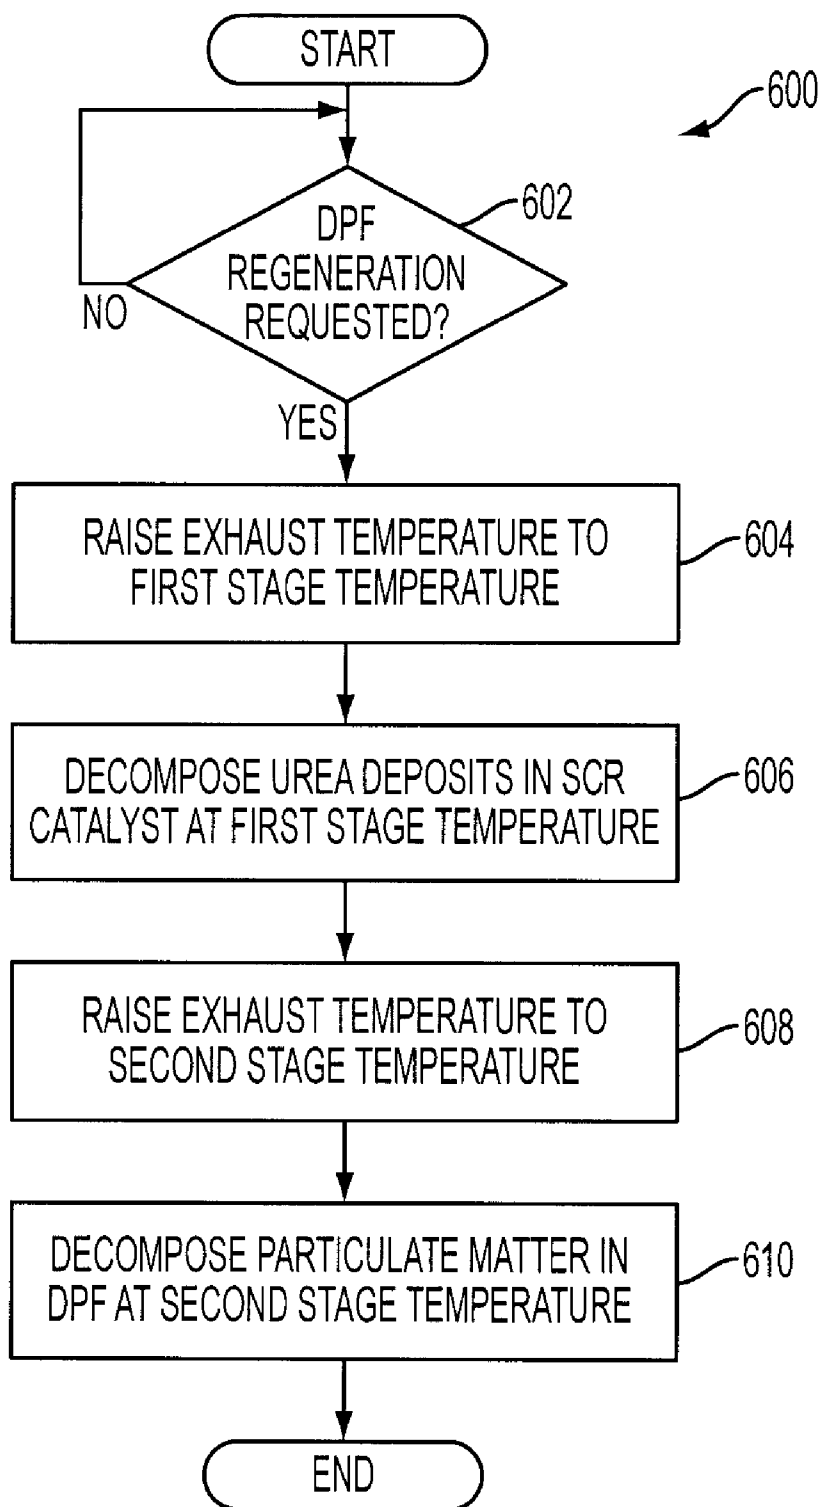 START
600
602
DPF
REGENERATION
REQUESTED?
NO
YES
RAISE EXHAUST TEMPERATURE TO
FIRST STAGE TEMPERATURE
604
DECOMPOSE UREA DEPOSITS IN SCR
CATALYST AT FIRST STAGE TEMPERATURE
606
RAISE EXHAUST TEMPERATURE TO
SECOND STAGE TEMPERATURE
608
DECOMPOSE PARTICULATE MATTER IN
DPF AT SECOND STAGE TEMPERATURE
610
END